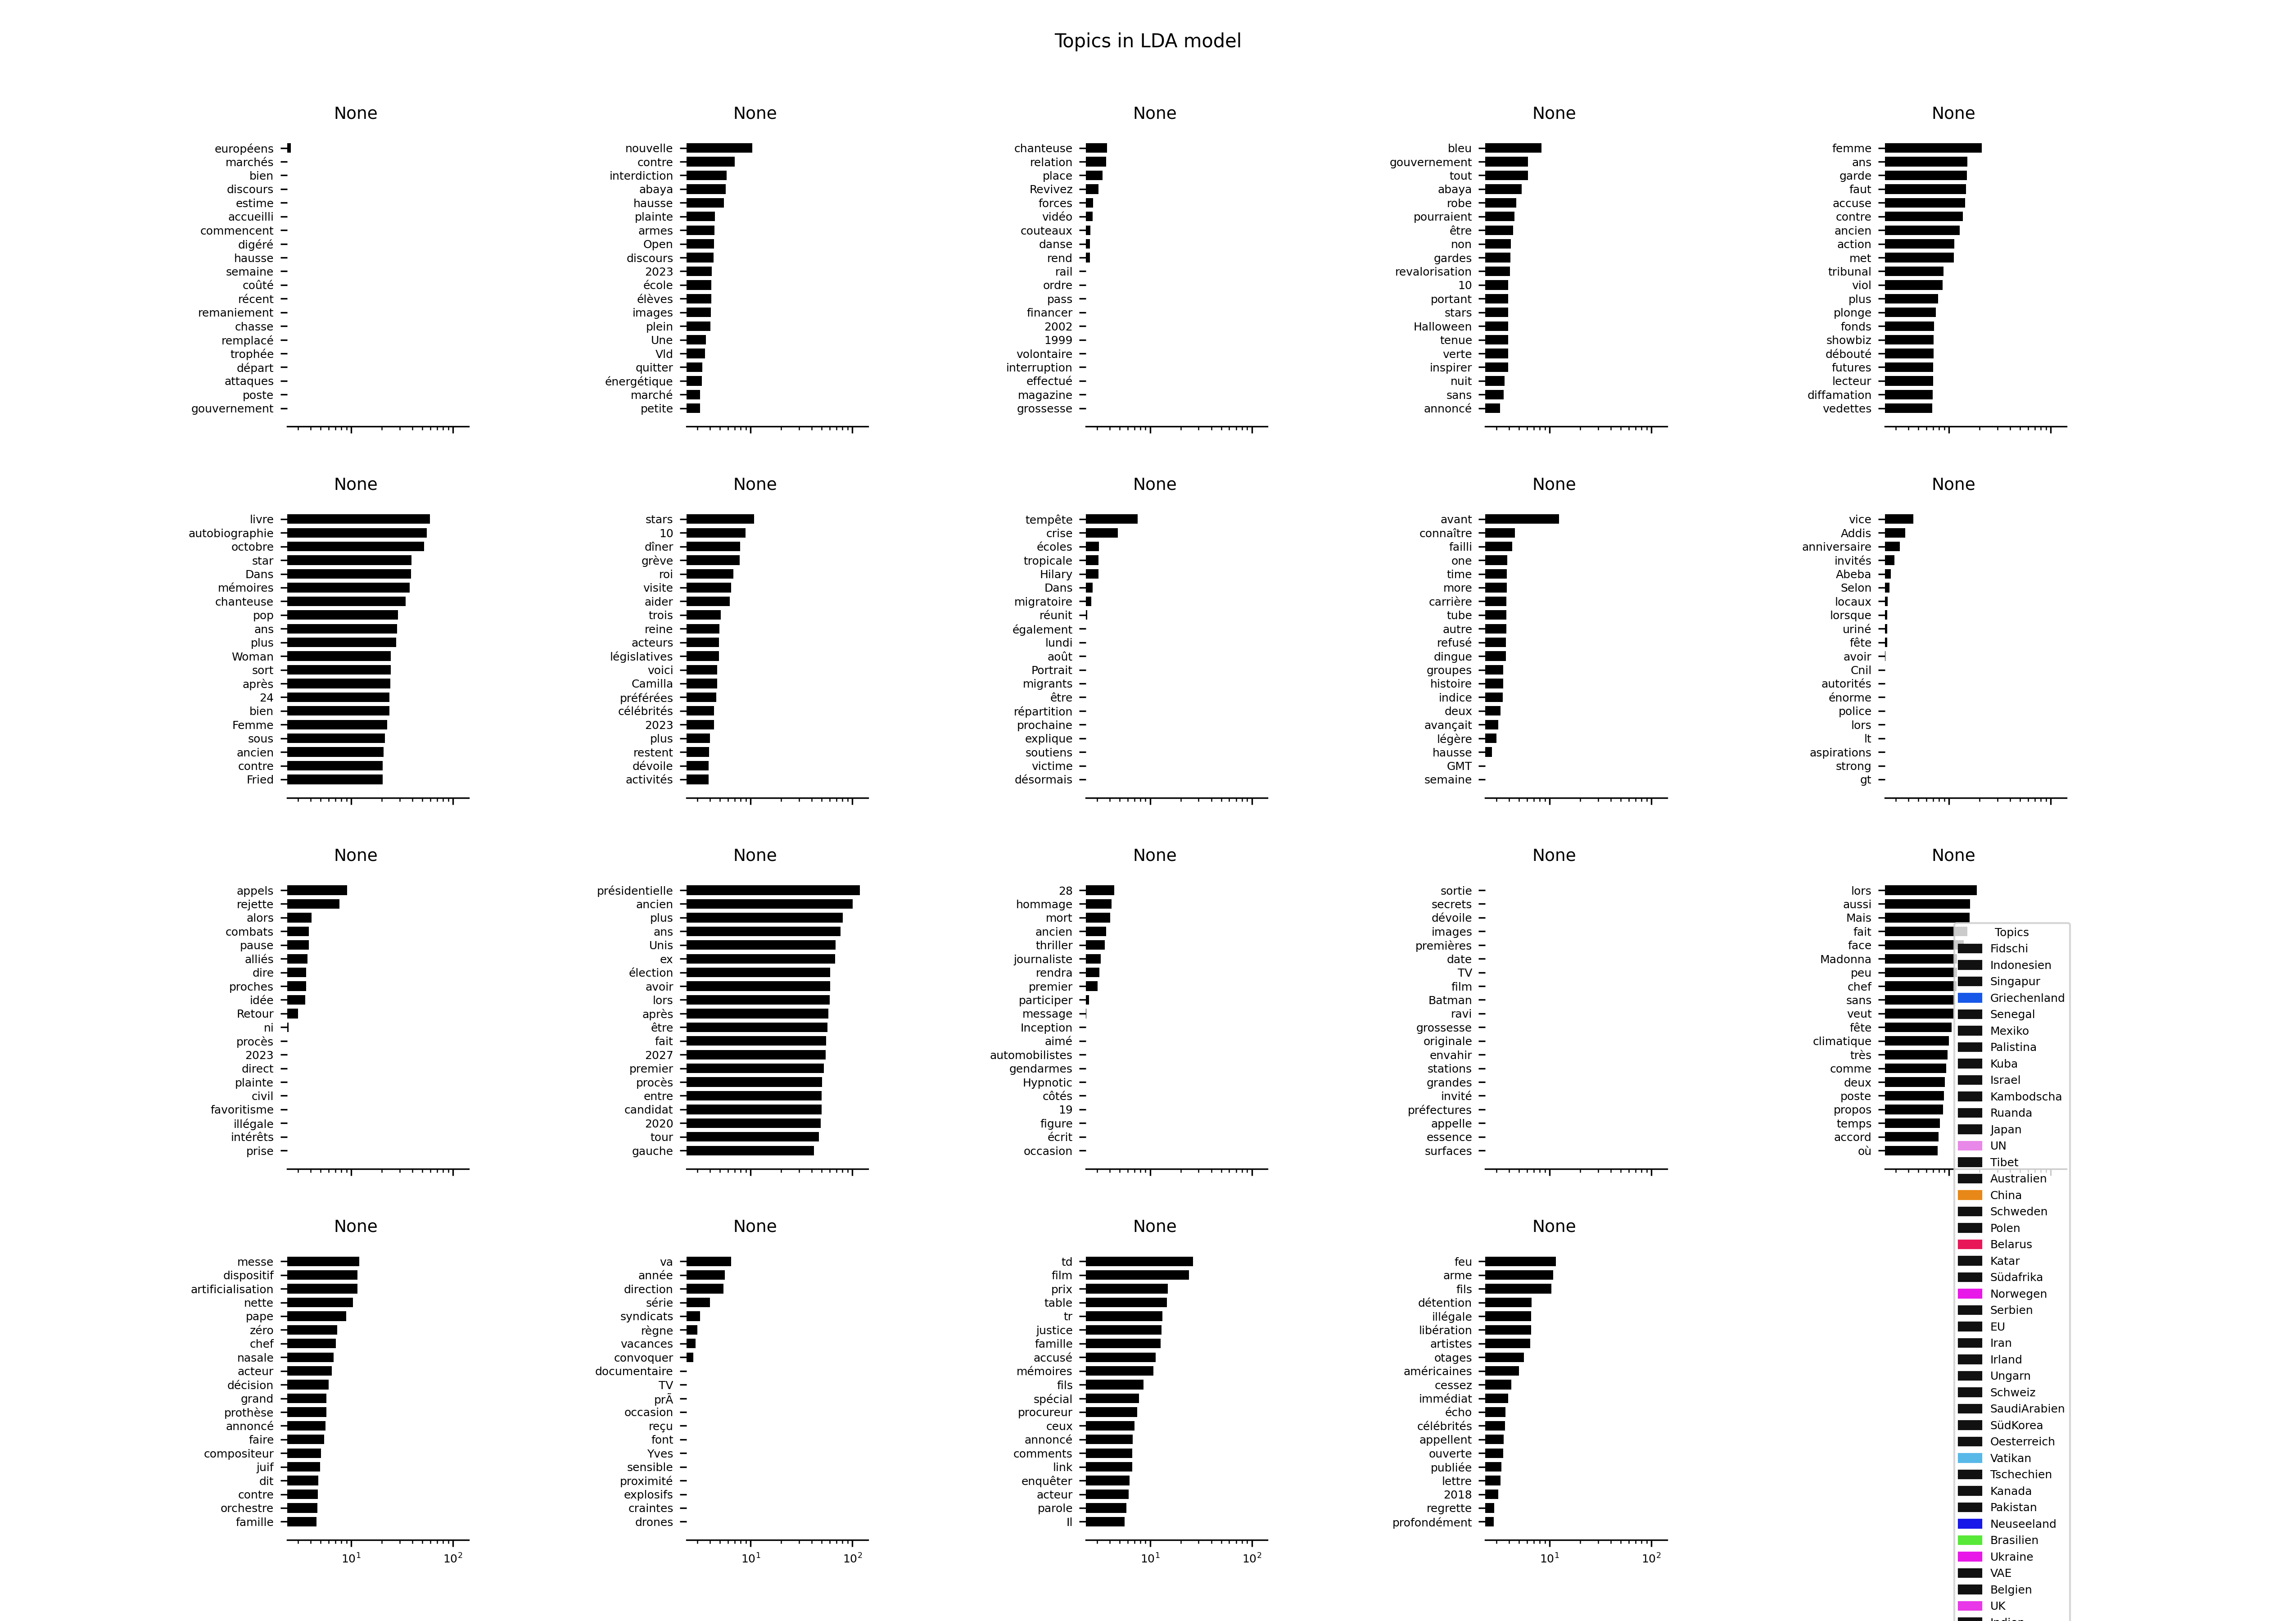 Topics in LDA model
None
européens
marchés
bien
discours
estime
accueilli
commencent
digéré
hausse
semaine
coûté
récent
remaniement
chasse
remplacé
trophée
départ
attaques
poste
gouvernement
None
nouvelle
contre
interdiction
abaya
hausse
plainte
armes
Open
discours
2023
école
élèves
images
plein
Une
Vld
quitter
énergétique
marché
petite
None
chanteuse
relation
place
Revivez
forces
vidéo
couteaux
danse
rend
rail
ordre
pass
financer
2002
1999
volontaire
interruption
effectué
magazine
grossesse
None
bleu
gouvernement
tout
abaya
robe
pourraient
être
non
gardes
revalorisation
10
portant
stars
Halloween
tenue
verte
inspirer
nuit
sans
annoncé
None
femme
ans
garde
faut
accuse
contre
ancien
action
met
tribunal
viol
plus
plonge
fonds
showbiz
débouté
futures
lecteur
diffamation
vedettes
None
livre
autobiographie
octobre
star
Dans
mémoires
chanteuse
pop
ans
plus
Woman
sort
après
24
bien
Femme
sous
ancien
contre
Fried
None
stars
10
dîner
grève
roi
visite
aider
trois
reine
acteurs
législatives
voici
Camilla
préférées
célébrités
2023
plus
restent
dévoile
activités
None
tempête
crise
écoles
tropicale
Hilary
Dans
migratoire
réunit
également
lundi
août
Portrait
migrants
être
répartition
prochaine
explique
soutiens
victime
désormais
None
avant
connaître
failli
one
time
more
carrière
tube
autre
refusé
dingue
groupes
histoire
indice
deux
avançait
légère
hausse
GMT
semaine
None
vice
Addis
anniversaire
invités
Abeba
Selon
locaux
lorsque
uriné
fête
avoir
Cnil
autorités
énorme
police
lors
lt
aspirations
strong
gt
None
appels
rejette
alors
combats
pause
alliés
dire
proches
idée
Retour
ni
procès
2023
direct
plainte
civil
favoritisme
illégale
intérêts
prise
None
présidentielle
ancien
plus
ans
Unis
ex
élection
avoir
lors
après
être
fait
2027
premier
procès
entre
candidat
2020
tour
gauche
None
28
hommage
mort
ancien
thriller
journaliste
rendra
premier
participer
message
Inception
aimé
automobilistes
gendarmes
Hypnotic
côtés
19
figure
écrit
occasion
None
sortie
secrets
dévoile
images
premières
date
TV
film
Batman
ravi
grossesse
originale
envahir
stations
grandes
invité
préfectures
appelle
essence
surfaces
None
lors
aussi
Mais
fait
face
Madonna
peu
chef
sans
veut
fête
climatique
très
comme
deux
poste
propos
temps
accord
où
None
messe
dispositif
artificialisation
nette
pape
zéro
chef
nasale
acteur
décision
grand
prothèse
annoncé
faire
compositeur
juif
dit
contre
orchestre
famille
10¹ 10²
None
va
année
direction
série
syndicats
règne
vacances
convoquer
documentaire
TV
prÃ
occasion
reçu
font
Yves
sensible
proximité
explosifs
craintes
drones
10¹ 10²
None
td
film
prix
table
tr
justice
famille
accusé
mémoires
fils
spécial
procureur
ceux
annoncé
comments
link
enquêter
acteur
parole
Il
10¹ 10²
None
feu
arme
fils
détention
illégale
libération
artistes
otages
américaines
cessez
immédiat
écho
célébrités
appellent
ouverte
publiée
lettre
2018
regrette
profondément
10¹ 10²
Topics
Fidschi
Indonesien
Singapur
Griechenland
Senegal
Mexiko
Palistina
Kuba
Israel
Kambodscha
Ruanda
Japan
UN
Tibet
Australien
China
Schweden
Polen
Belarus
Katar
Südafrika
Norwegen
Serbien
EU
Iran
Irland
Ungarn
Schweiz
SaudiArabien
SüdKorea
Oesterreich
Vatikan
Tschechien
Kanada
Pakistan
Neuseeland
Brasilien
Ukraine
VAE
Belgien
UK